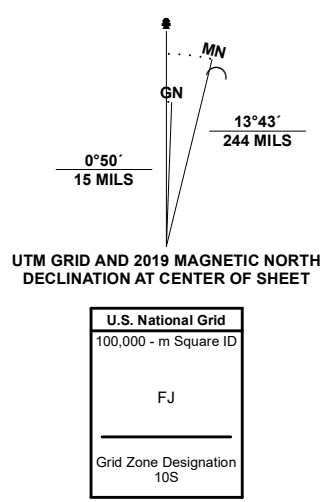 MN
GN
13°43´
244 MILS
0°50´
15 MILS
UTM GRID AND 2019 MAGNETIC NORTH
DECLINATION AT CENTER OF SHEET
U.S. National Grid
100,000 - m Square ID
FJ
Grid Zone Designation
10S